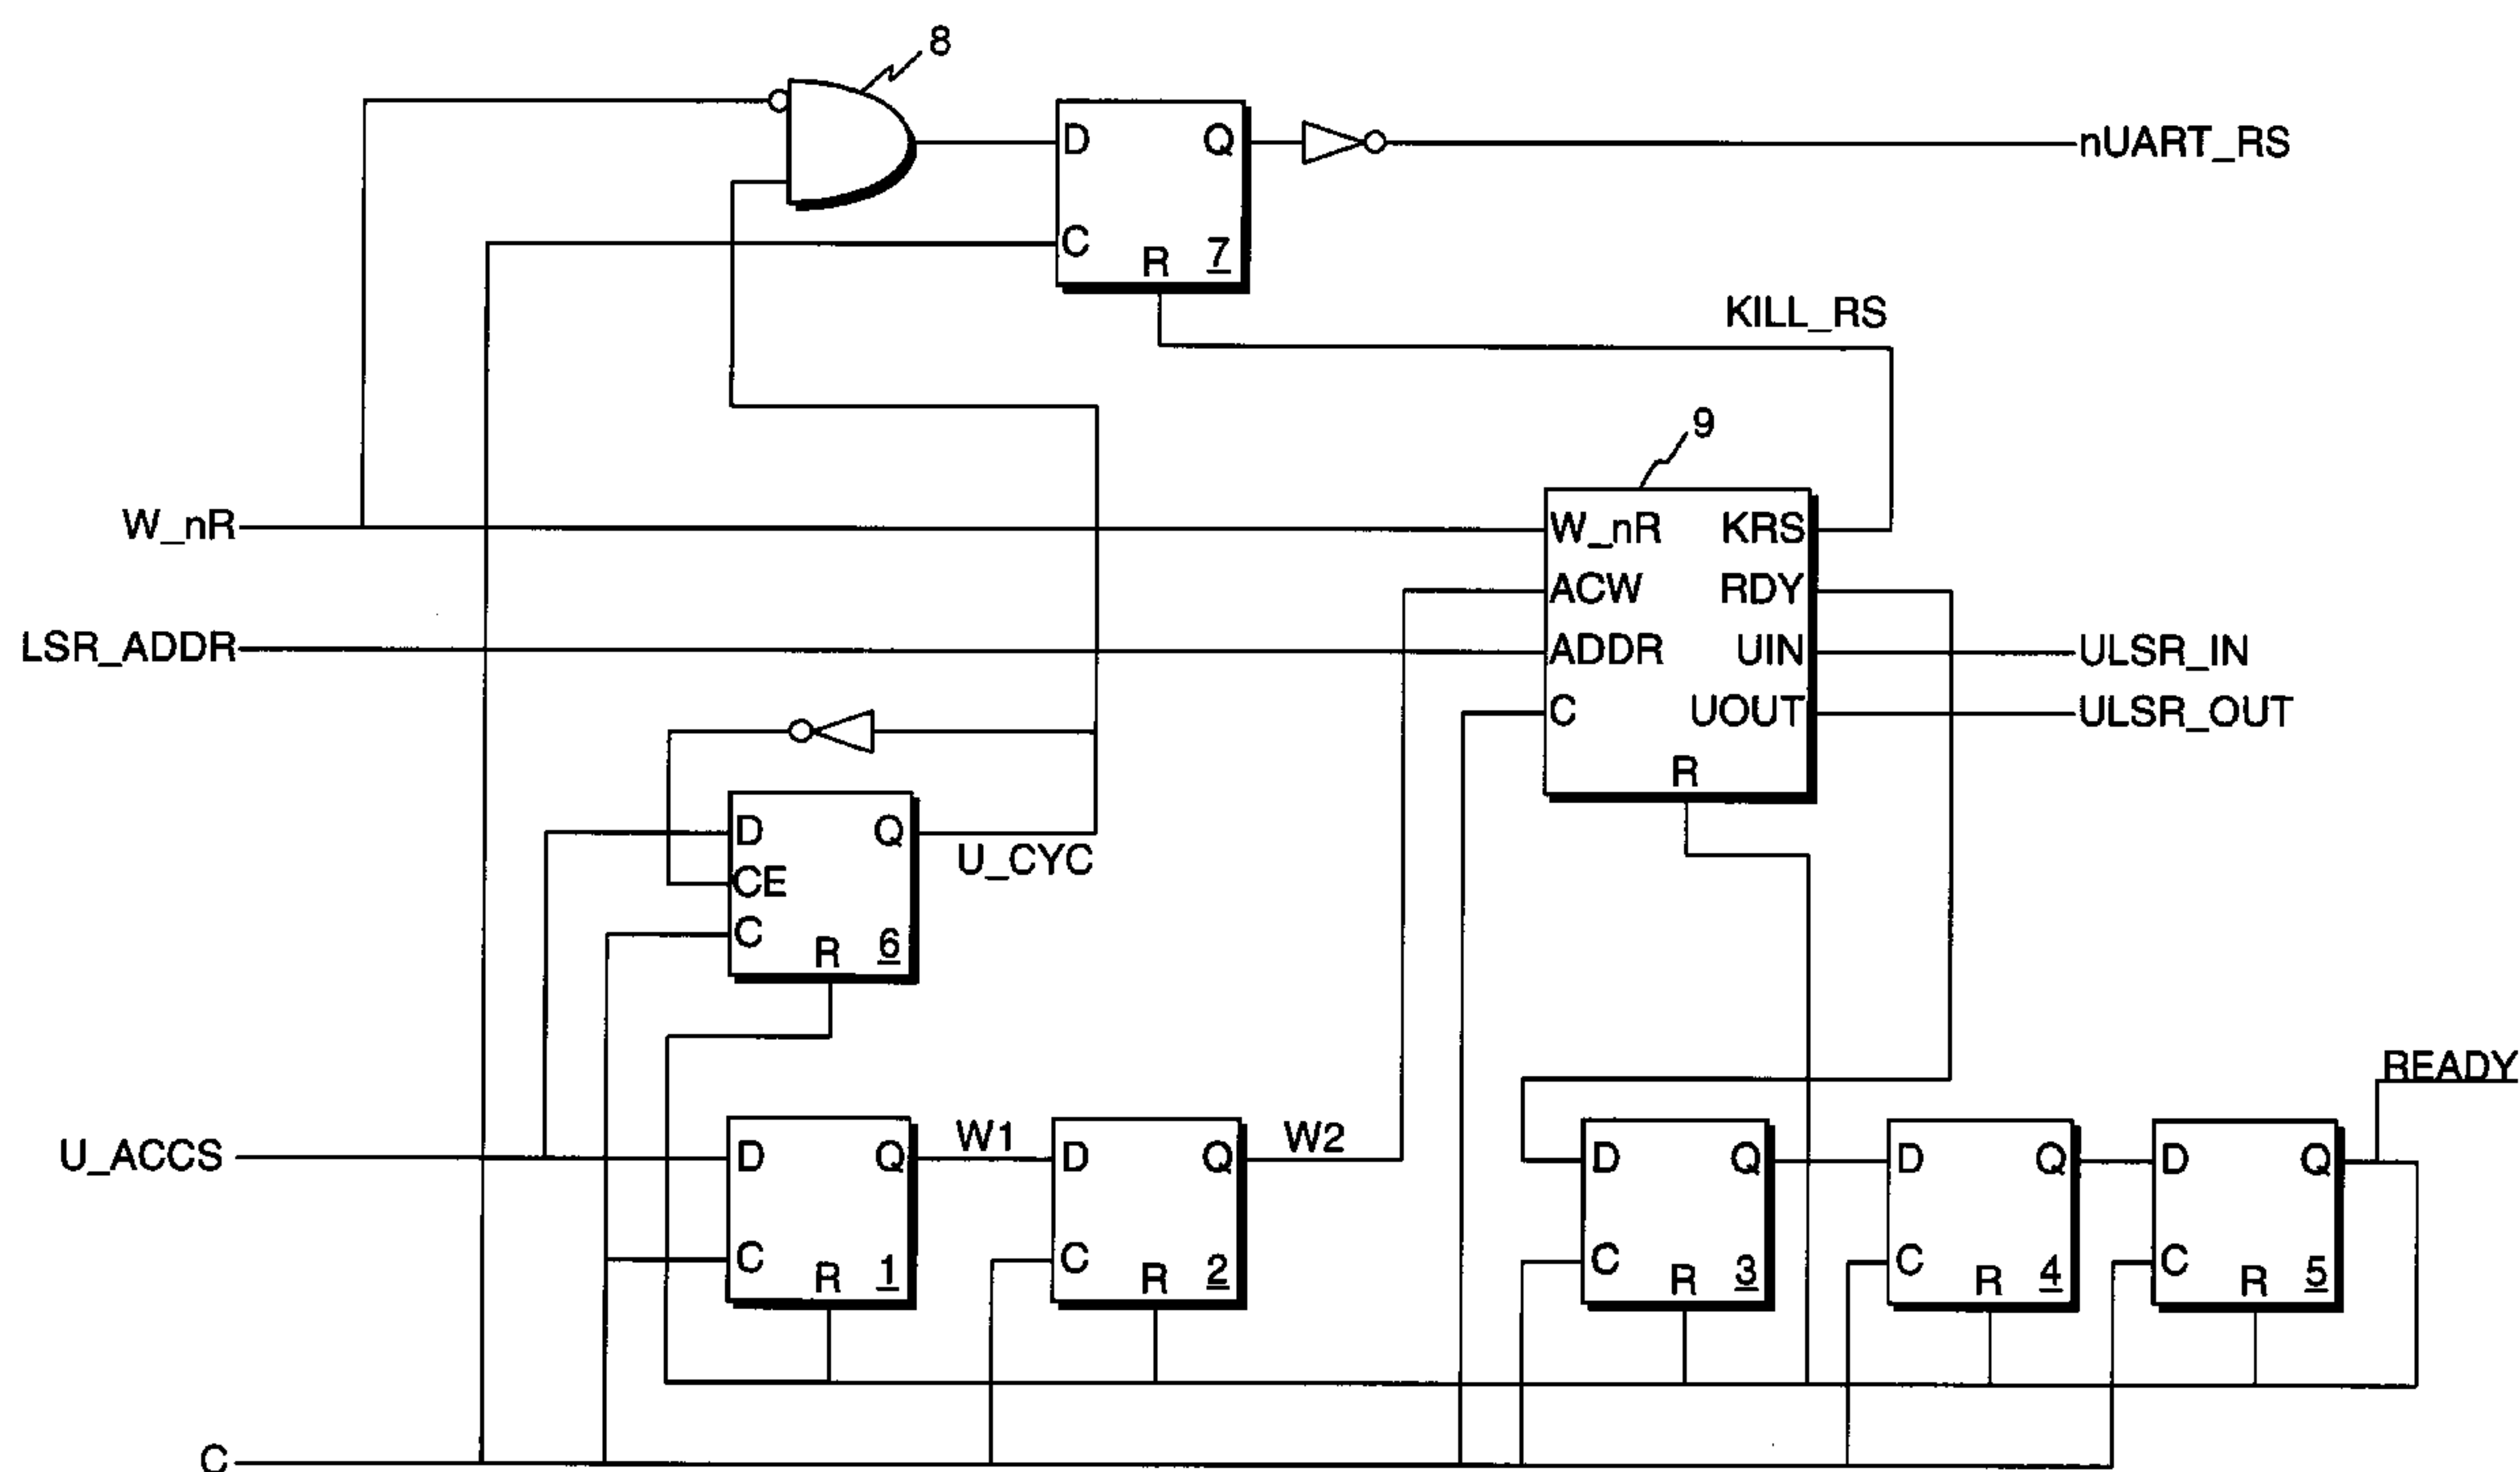 8
D Q
nUART_RS
C R 7
KILL_RS
9
W_nR
W_nR KRS
ACW RDY
LSR_ADDR
ADDR UIN
ULSR_IN
C UOUT
ULSR_OUT
R
D Q
U_CYC
CE
C R 6
READY
U_ACCS
D Q
W1
D Q
W2
D Q
D Q
D Q
C R 1
C R 2
C R 3
C R 4
C R 5
C